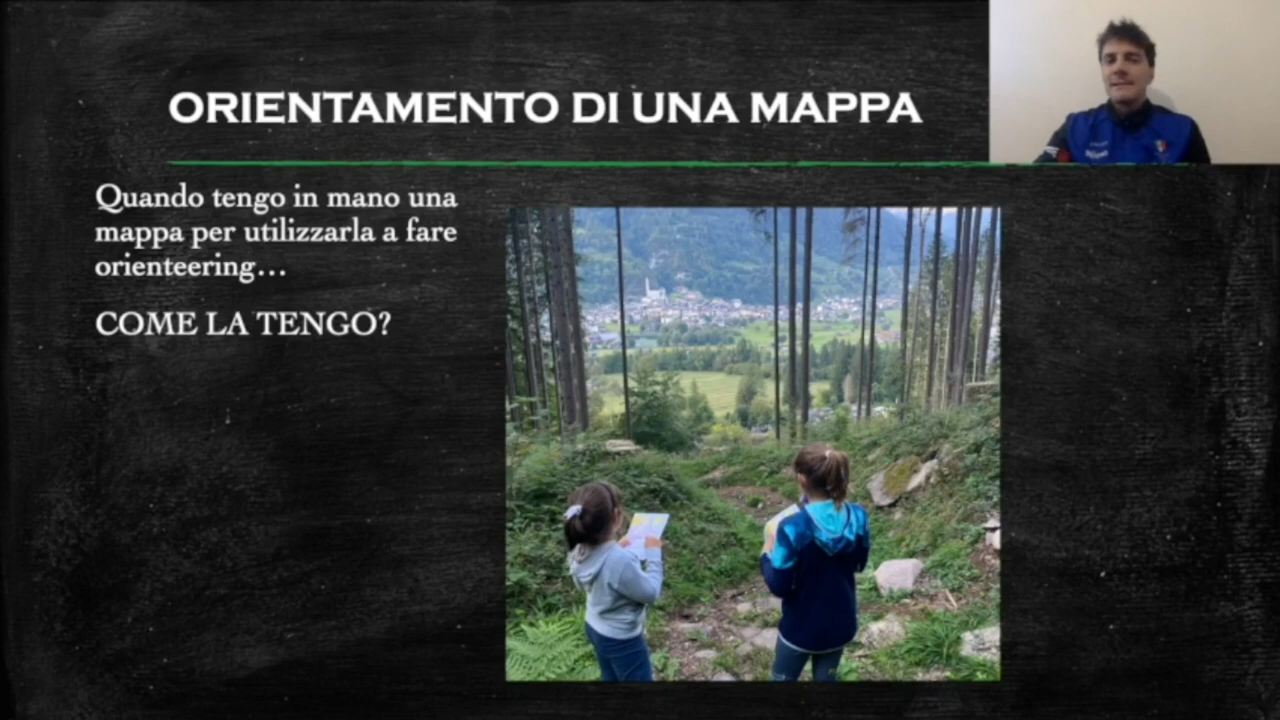 ORIENTAMENTO DI UNA MAPPA
Quando tengo in mano una
mappa per utilizzarla a fare
orienteering…
COME LA TENGO?